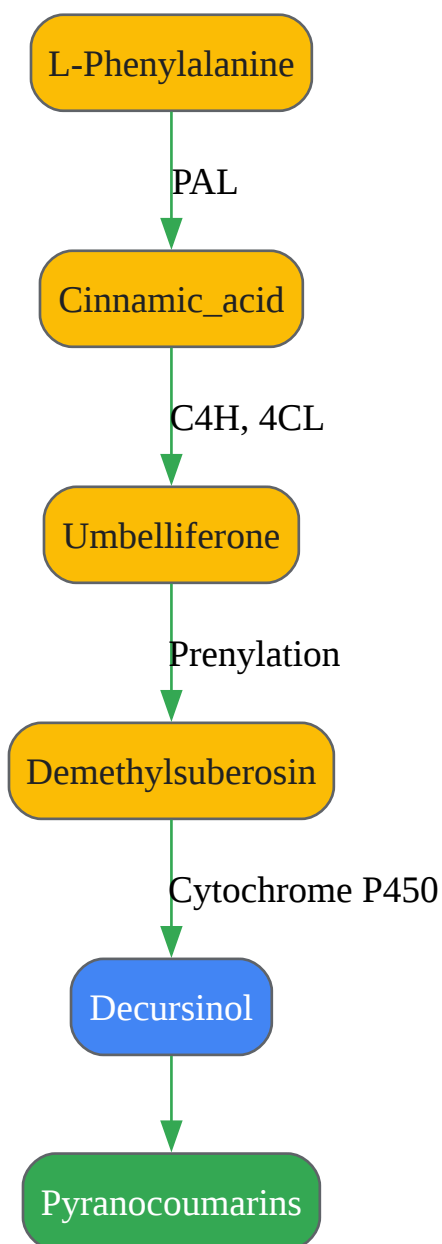 L-Phenylalanine
PAL
Cinnamic_acid
C4H, 4CL
Umbelliferone
Prenylation
Demethylsuberosin
Cytochrome P450
Decursinol
Pyranocoumarins